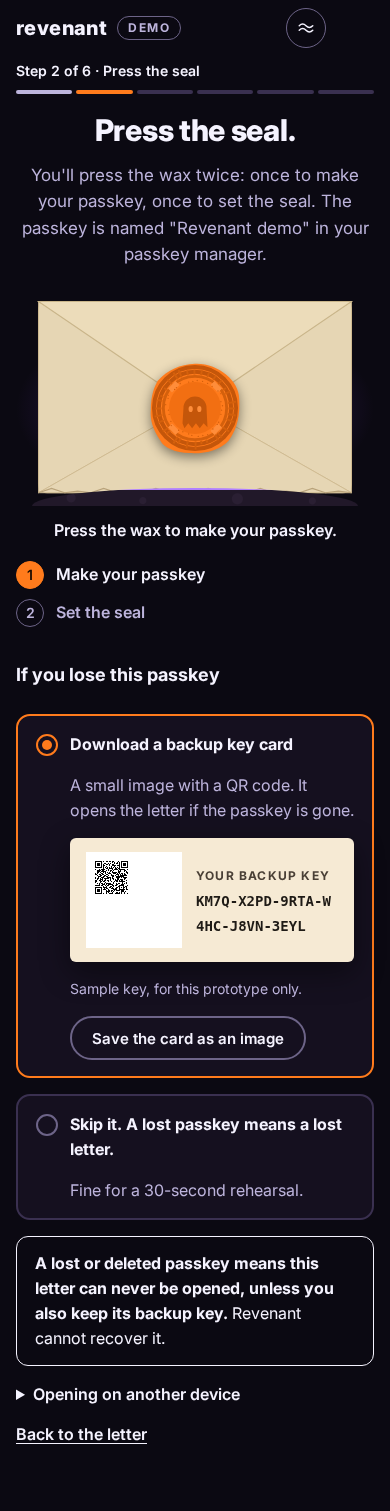 revenant DEMO
Step 2 of 6 · Press the seal
Press the seal.
You'll press the wax twice: once to make
your passkey, once to set the seal. The
passkey is named "Revenant demo" in your
passkey manager.
Press the wax to make your passkey.
1 Make your passkey
2 Set the seal
If you lose this passkey
Download a backup key card
A small image with a QR code. It
opens the letter if the passkey is gone.
YOUR BACKUP KEY
KM7Q-X2PD-9RTA-W
4HC-J8VN-3EYL
Sample key, for this prototype only.
Save the card as an image
Skip it. A lost passkey means a lost
letter.
Fine for a 30-second rehearsal.
A lost or deleted passkey means this
letter can never be opened, unless you
also keep its backup key. Revenant
cannot recover it.
Opening on another device
Back to the letter